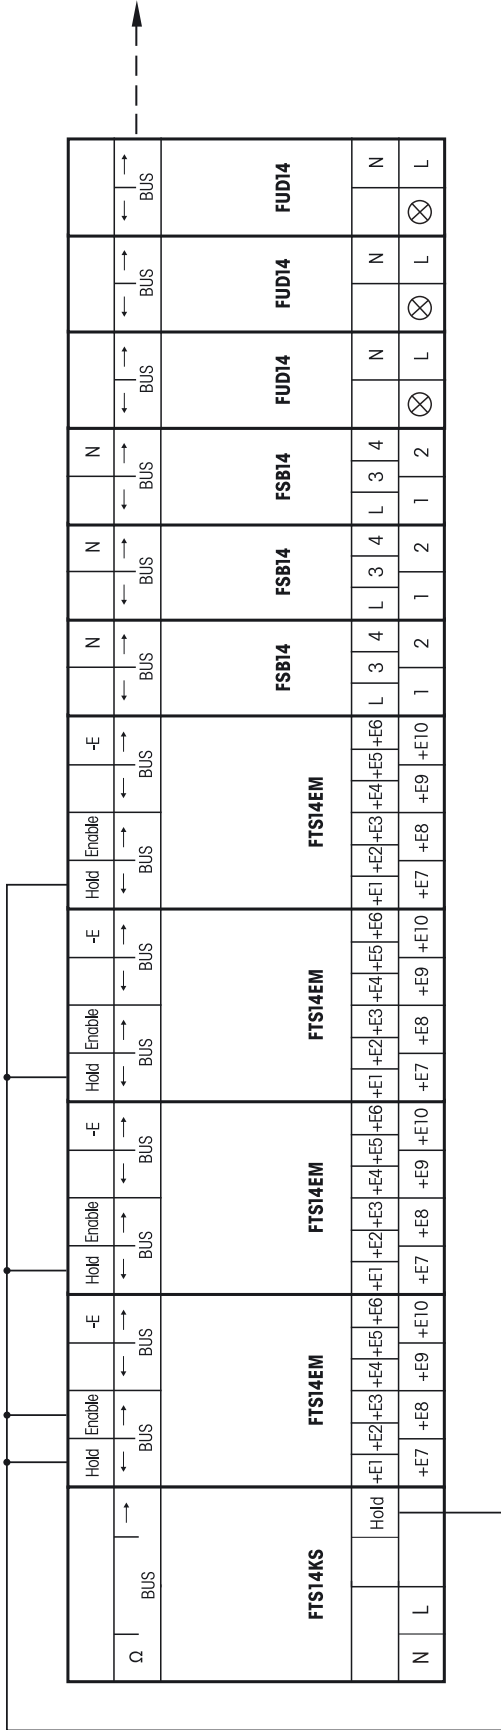 Ω →
BUS
FTS14KS
Hold
N L
Hold Enable -E
← → ← →
BUS BUS
FTS14EM
+E1 +E2 +E3 +E4 +E5 +E6
+E7 +E8 +E9 +E10
Hold Enable -E
← → ← →
BUS BUS
FTS14EM
+E1 +E2 +E3 +E4 +E5 +E6
+E7 +E8 +E9 +E10
Hold Enable -E
← → ← →
BUS BUS
FTS14EM
+E1 +E2 +E3 +E4 +E5 +E6
+E7 +E8 +E9 +E10
Hold Enable -E
← → ← →
BUS BUS
FTS14EM
+E1 +E2 +E3 +E4 +E5 +E6
+E7 +E8 +E9 +E10
N
← →
BUS
FSB14
L 3 4
1 2
N
← →
BUS
FSB14
L 3 4
1 2
N
← →
BUS
FSB14
L 3 4
1 2
← →
BUS
FUD14
N
L
← →
BUS
FUD14
N
L
← →
BUS
FUD14
N
L